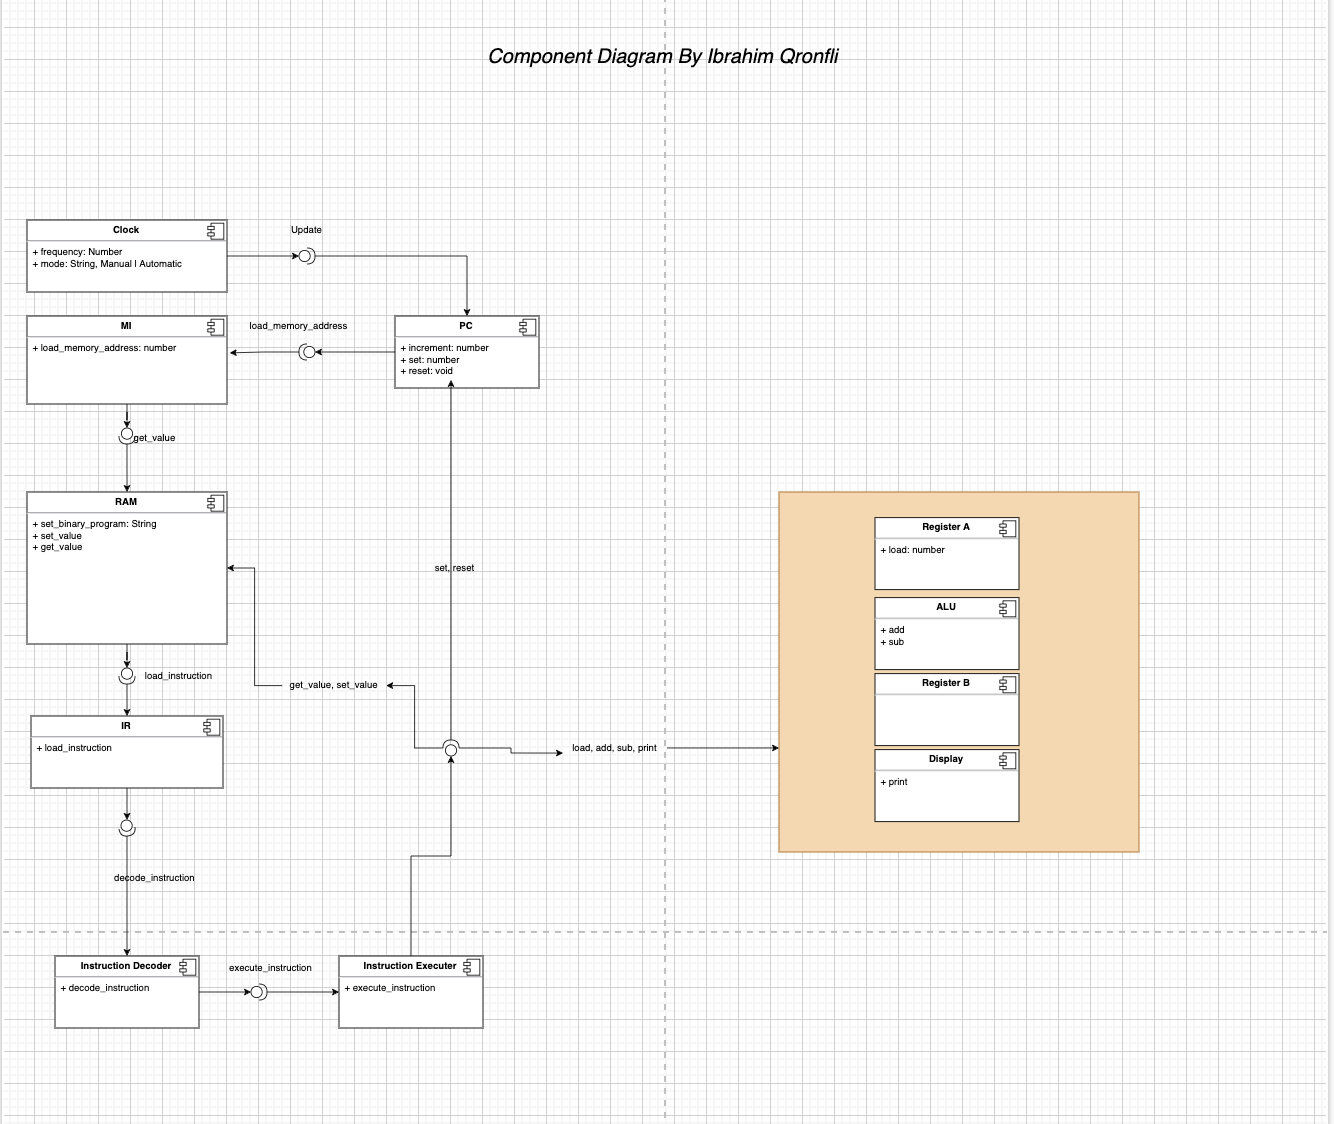 Component Diagram By Ibrahim Qronfli
Clock
+ frequency: Number
+ mode: String, Manual | Automatic
Update
MI
+ load_memory_address: number
load_memory_address
PC
+ increment: number
+ set: number
+ reset: void
get_value
RAM
+ set_binary_program: String
+ set_value
+ get_value
set, reset
Register A
+ load: number
ALU
+ add
+ sub
Register B
Display
+ print
load_instruction
get_value, set_value
IR
+ load_instruction
load, add, sub, print
decode_instruction
Instruction Decoder
+ decode_instruction
execute_instruction
Instruction Executer
+ execute_instruction